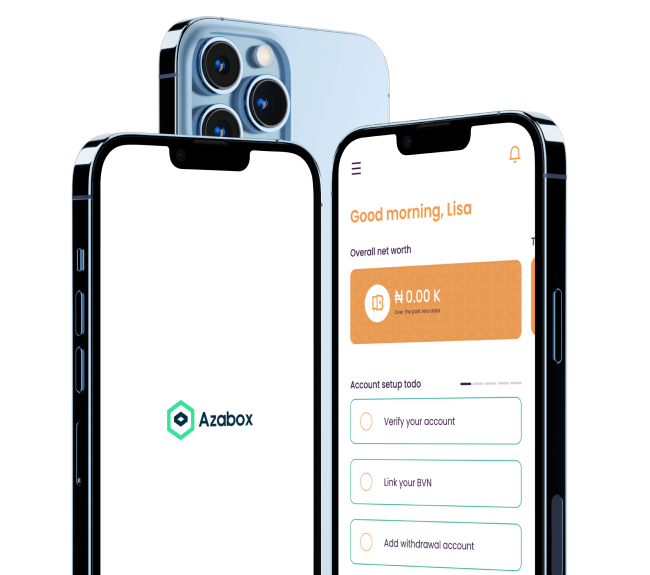 Azabox
Good morning, Lisa
Overall net worth
T
₦ 0.00 K
Over the past zero days
Account setup todo
Verify your account
Link your BVN
Add withdrawal account